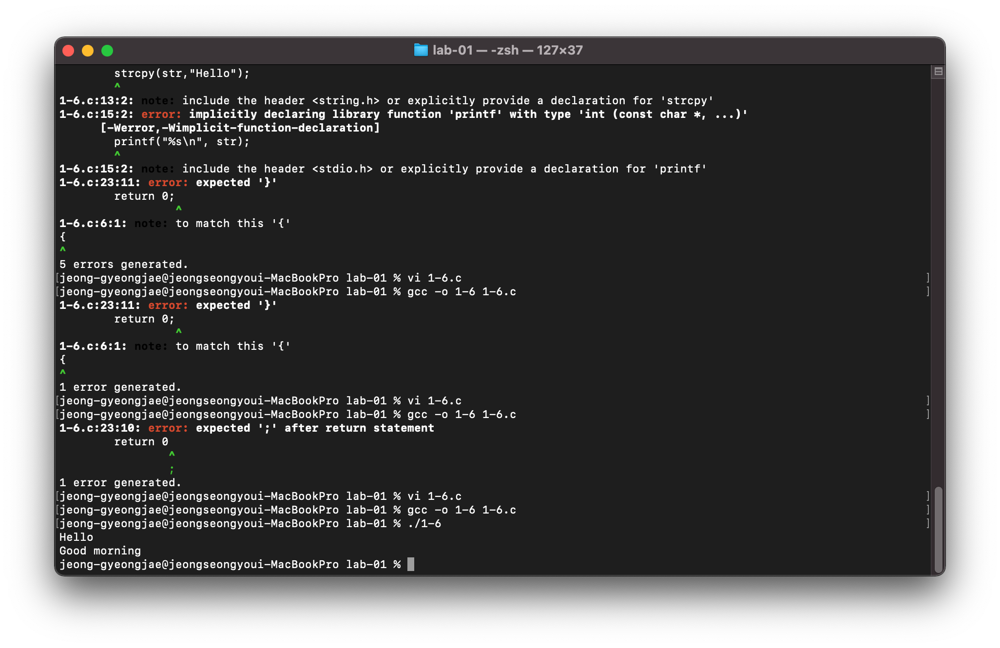 lab-01 — -zsh — 127×37
strcpy(str,"Hello");
^
1-6.c:13:2: note: include the header <string.h> or explicitly provide a declaration for 'strcpy'
1-6.c:15:2: error: implicitly declaring library function 'printf' with type 'int (const char *, ...)'
[-Werror,-Wimplicit-function-declaration]
printf("%s\n", str);
^
1-6.c:15:2: note: include the header <stdio.h> or explicitly provide a declaration for 'printf'
1-6.c:23:11: error: expected '}'
return 0;
^
1-6.c:6:1: note: to match this '{'
{
^
5 errors generated.
[jeong-gyeongjae@jeongseongyoui-MacBookPro lab-01 % vi 1-6.c ]
[jeong-gyeongjae@jeongseongyoui-MacBookPro lab-01 % gcc -o 1-6 1-6.c ]
1-6.c:23:11: error: expected '}'
return 0;
^
1-6.c:6:1: note: to match this '{'
{
^
1 error generated.
[jeong-gyeongjae@jeongseongyoui-MacBookPro lab-01 % vi 1-6.c ]
[jeong-gyeongjae@jeongseongyoui-MacBookPro lab-01 % gcc -o 1-6 1-6.c ]
1-6.c:23:10: error: expected ';' after return statement
return 0
^
;
1 error generated.
[jeong-gyeongjae@jeongseongyoui-MacBookPro lab-01 % vi 1-6.c ]
[jeong-gyeongjae@jeongseongyoui-MacBookPro lab-01 % gcc -o 1-6 1-6.c ]
[jeong-gyeongjae@jeongseongyoui-MacBookPro lab-01 % ./1-6 ]
Hello
Good morning
jeong-gyeongjae@jeongseongyoui-MacBookPro lab-01 %